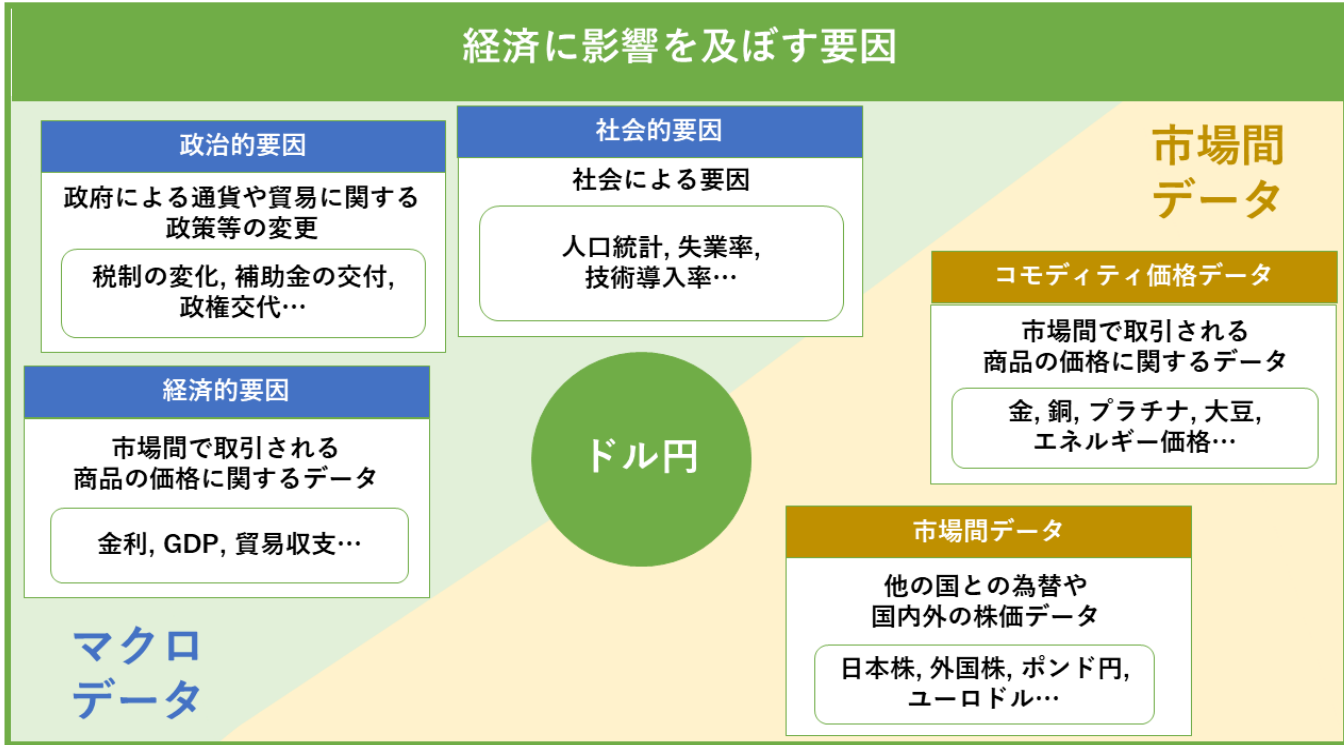 経済に影響を及ぼす要因
政治的要因
政府による通貨や貿易に関する
政策等の変更
税制の変化, 補助金の交付,
政権交代…
社会的要因
社会による要因
人口統計, 失業率,
技術導入率…
市場間
データ
コモディティ価格データ
市場間で取引される
商品の価格に関するデータ
金, 銅, プラチナ, 大豆,
エネルギー価格…
経済的要因
市場間で取引される
商品の価格に関するデータ
金利, GDP, 貿易収支…
ドル円
市場間データ
他の国との為替や
国内外の株価データ
日本株, 外国株, ポンド円,
ユーロドル…
マクロ
データ